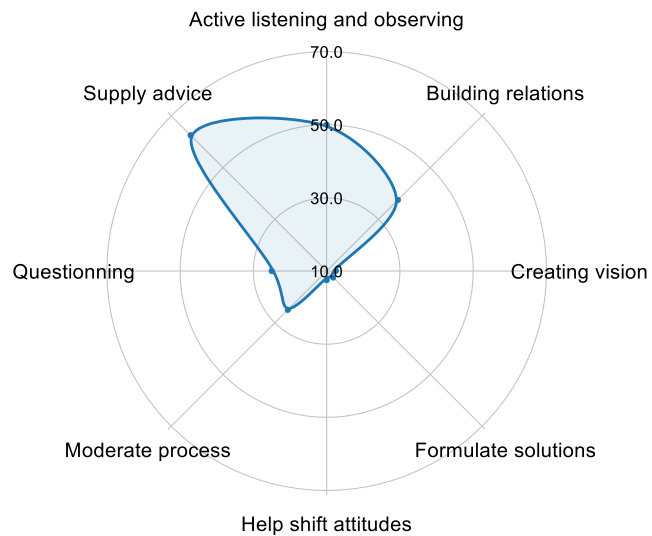 Active listening and observing
70.0
Supply advice
Building relations
50.0
30.0
Questionning
10.0
Creating vision
Moderate process
Formulate solutions
Help shift attitudes